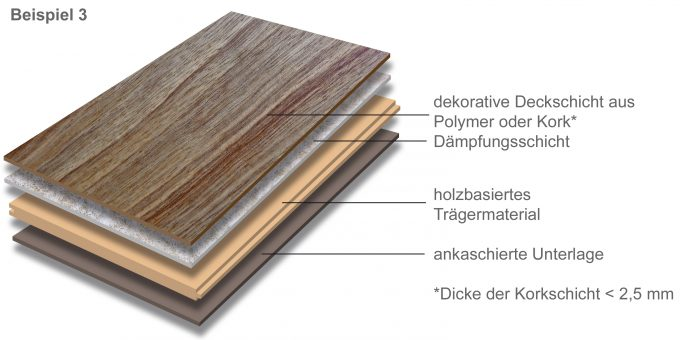 Beispiel 3
dekorative Deckschicht aus
Polymer oder Kork*
Dämpfungsschicht
holzbasiertes
Trägermaterial
ankaschierte Unterlage
*Dicke der Korkschicht < 2,5 mm